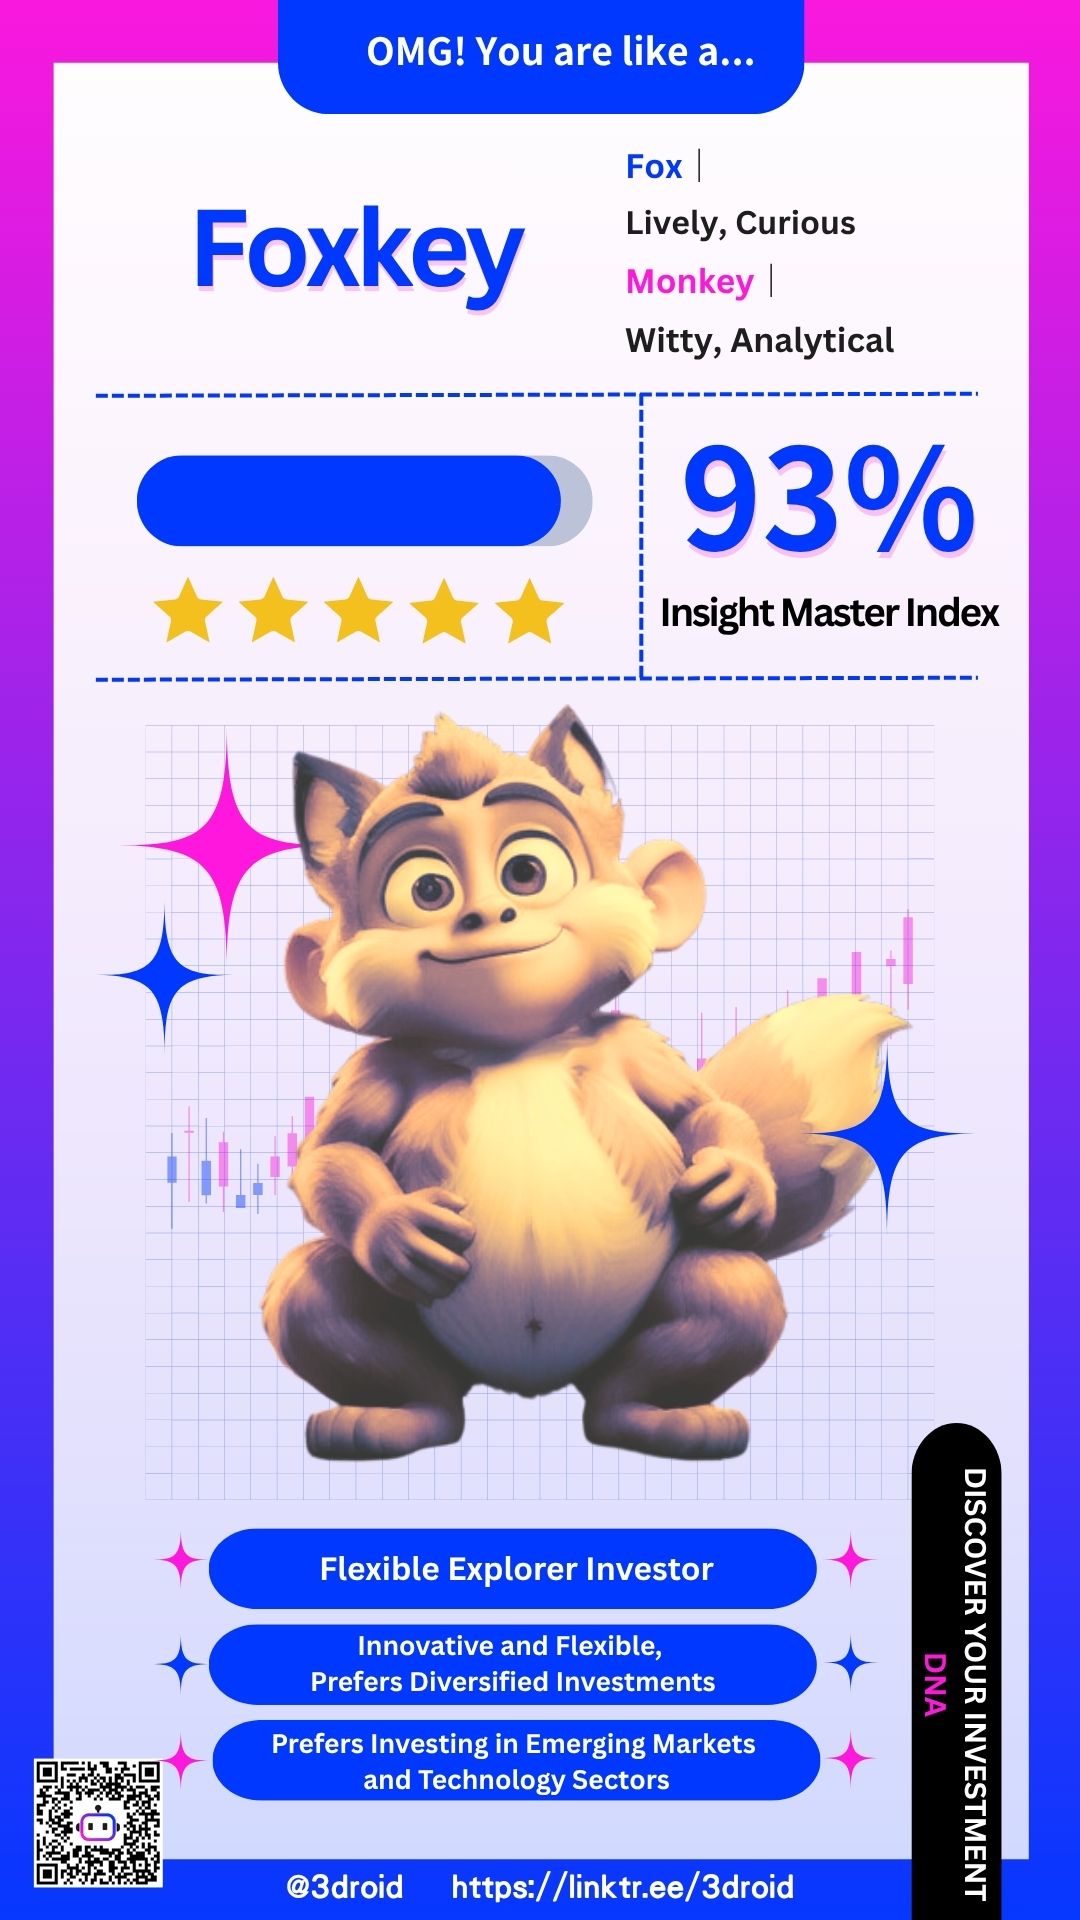 OMG! You are like a...
Foxkey
Fox |
Lively, Curious
Monkey |
Witty, Analytical
93%
Insight Master Index
Flexible Explorer Investor
Innovative and Flexible,
Prefers Diversified Investments
Prefers Investing in Emerging Markets
and Technology Sectors
DISCOVER YOUR INVESTMENT
DNA
@3droid https://linktr.ee/3droid